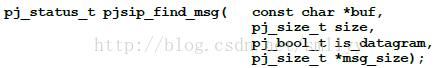 pj_status_t pjsip_find_msg( const char *buf,
pj_size_t size,
pj_bool_t is_datagram,
pj_size_t *msg_size);